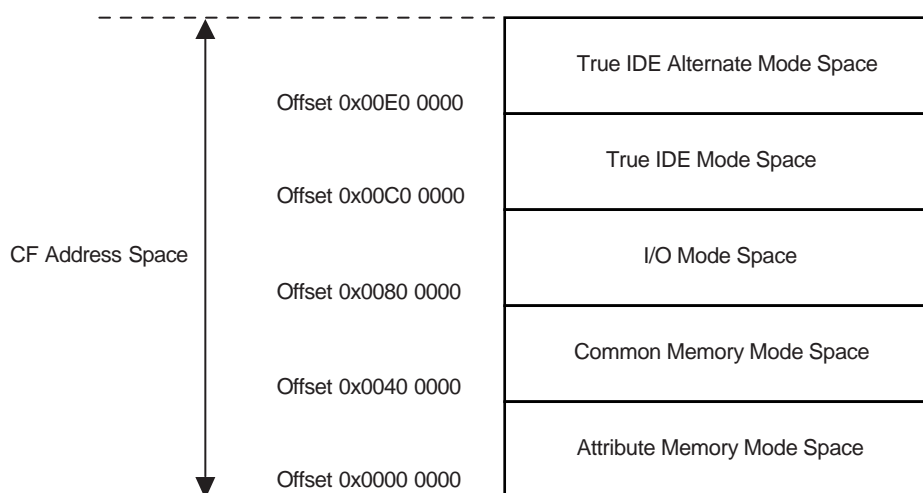 True IDE Alternate Mode Space
Offset 0x00E0 0000
True IDE Mode Space
Offset 0x00C0 0000
CF Address Space
I/O Mode Space
Offset 0x0080 0000
Common Memory Mode Space
Offset 0x0040 0000
Attribute Memory Mode Space
Offset 0x0000 0000